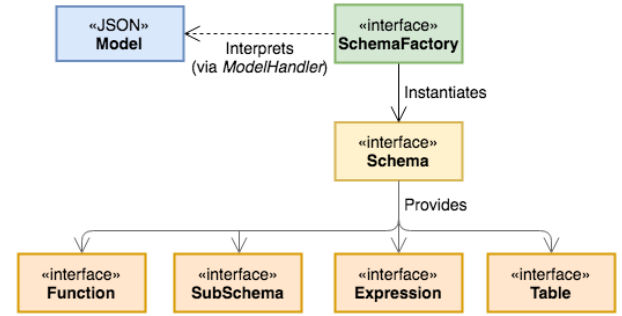 «JSON»
Model
Interprets
(via ModelHandler)
«interface»
SchemaFactory
Instantiates
«interface»
Schema
Provides
«interface»
Function
«interface»
SubSchema
«interface»
Expression
«interface»
Table